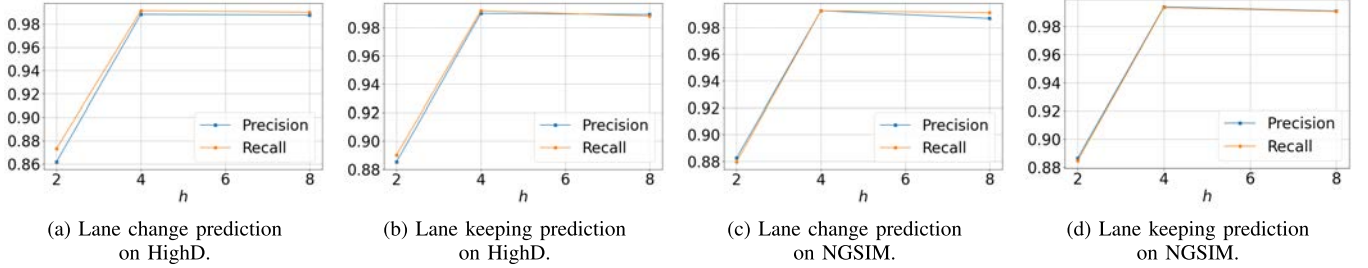 0.98
0.96
0.94
0.92
0.90
0.88
0.86
2
4
6
8
h
Precision
Recall
(a) Lane change prediction
on HighD.
0.98
0.96
0.94
0.92
0.90
0.88
2
4
6
8
h
Precision
Recall
(b) Lane keeping prediction
on HighD.
0.98
0.96
0.94
0.92
0.90
0.88
2
4
6
8
h
Precision
Recall
(c) Lane change prediction
on NGSIM.
0.98
0.96
0.94
0.92
0.90
0.88
2
4
6
8
h
Precision
Recall
(d) Lane keeping prediction
on NGSIM.